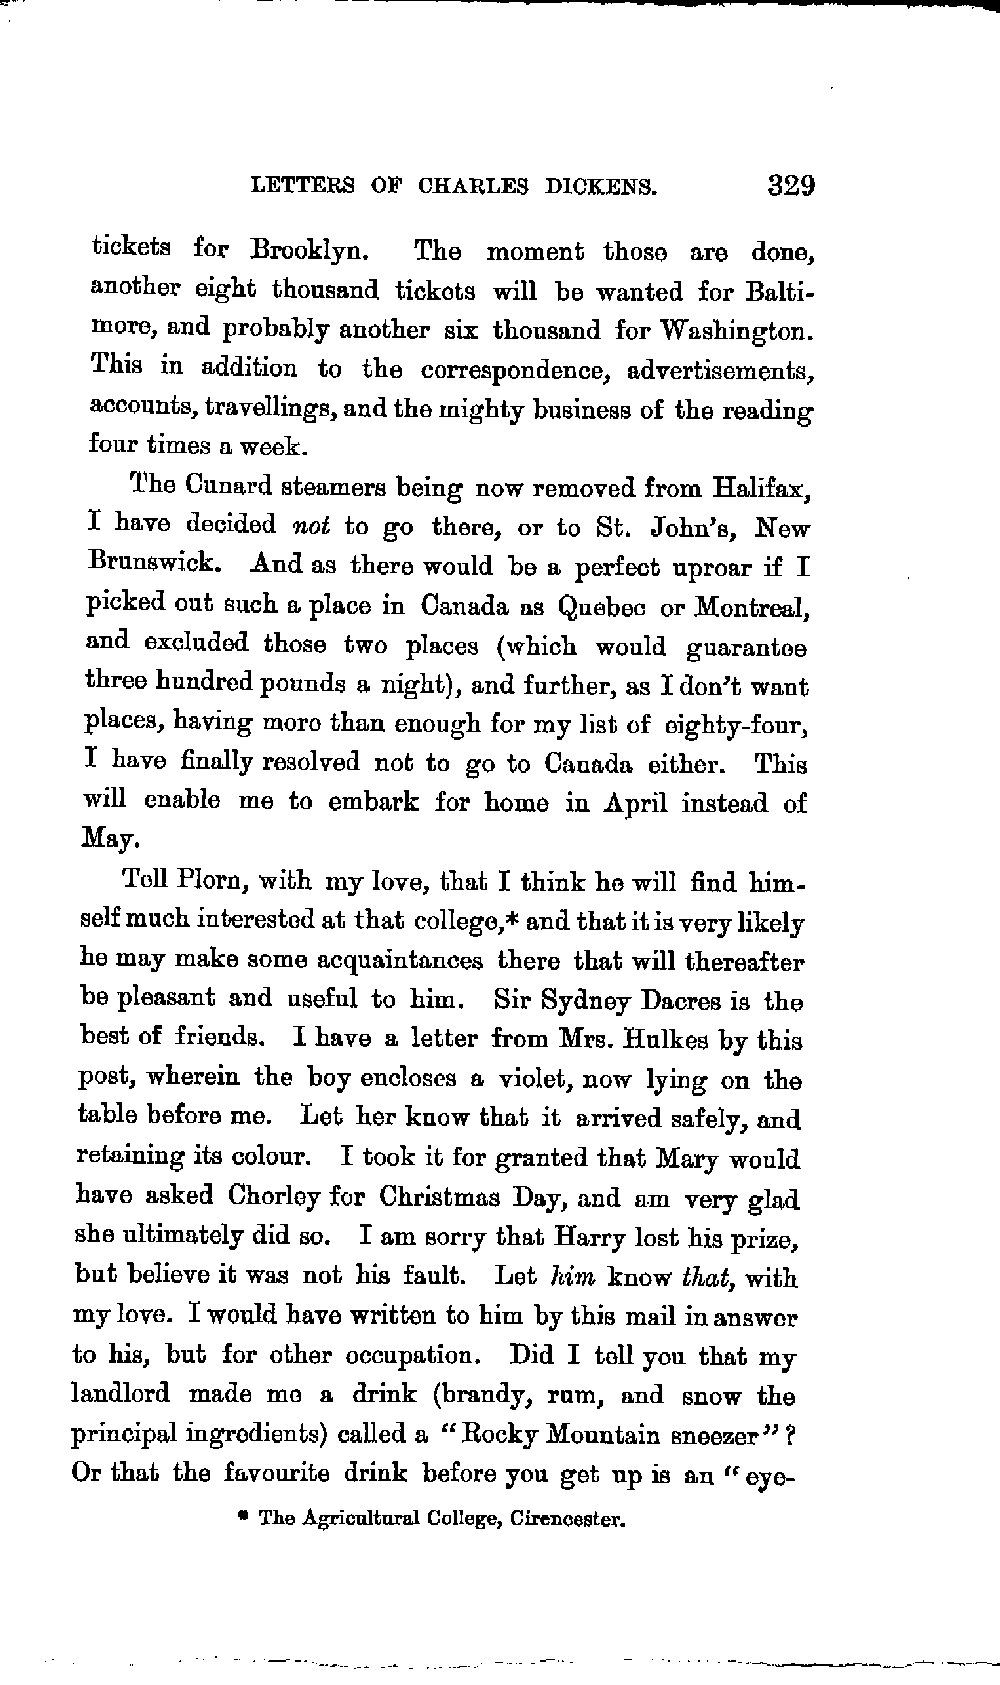 LETTERS OF CHARLES DICKENS. 329
tickets for Brooklyn. The moment those are done,
another eight thousand tickets will be wanted for Balti-
more, and probably another six thousand for Washington.
This in addition to the correspondence, advertisements,
accounts, travellings, and the mighty business of the reading
four times a week.
The Cunard steamers being now removed from Halifax,
I have decided not to go there, or to St. John's, New
Brunswick. And as there would be a perfect uproar if I
picked out such a place in Canada as Quebec or Montreal,
and excluded those two places (which would guarantee
three hundred pounds a night), and further, as I don't want
places, having more than enough for my list of eighty-four,
I have finally resolved not to go to Canada either. This
will enable me to embark for home in April instead of
May.
Tell Plorn, with my love, that I think he will find him-
self much interested at that college,* and that it is very likely
he may make some acquaintances there that will thereafter
be pleasant and useful to him. Sir Sydney Dacres is the
best of friends. I have a letter from Mrs. Hulkes by this
post, wherein the boy encloses a violet, now lying on the
table before me. Let her know that it arrived safely, and
retaining its colour. I took it for granted that Mary would
have asked Chorley for Christmas Day, and am very glad
she ultimately did so. I am sorry that Harry lost his prize,
but believe it was not his fault. Let him know that, with
my love. I would have written to him by this mail in answer
to his, but for other occupation. Did I tell you that my
landlord made me a drink (brandy, rum, and snow the
principal ingredients) called a "Rocky Mountain sneezer"?
Or that the favourite drink before you get up is an "eye-
* The Agricultural College, Cirencester.